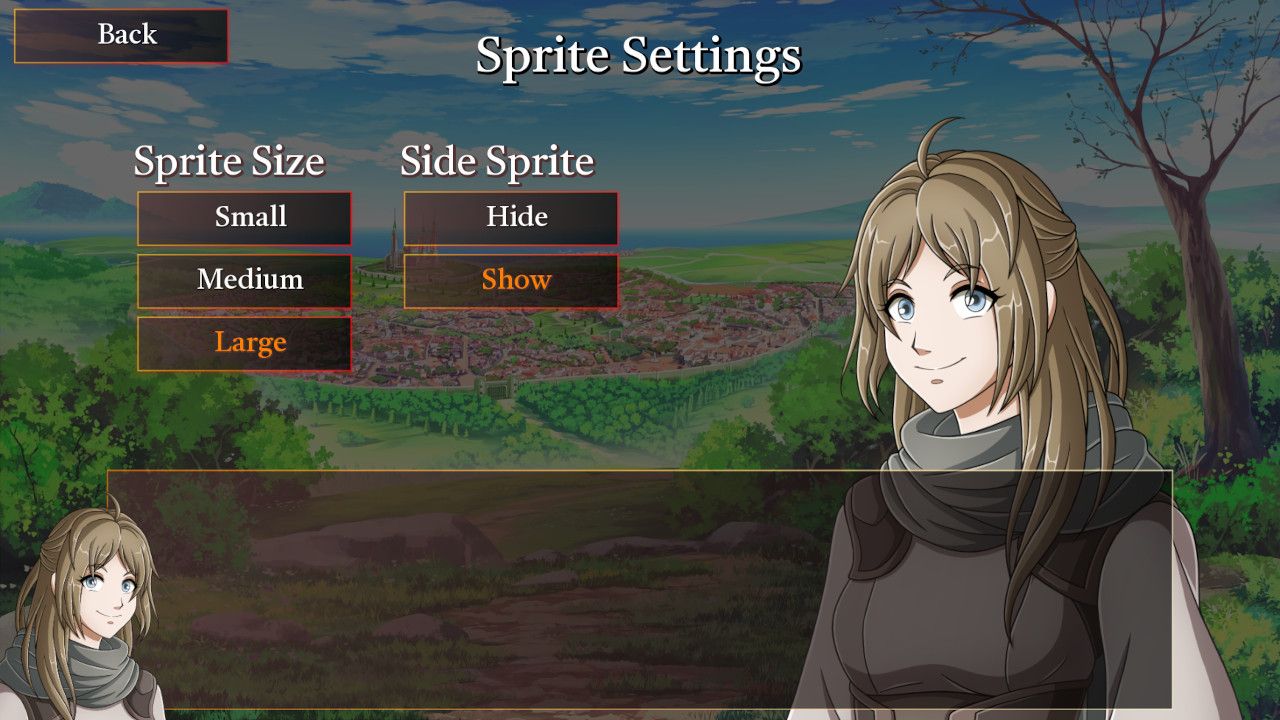 Back
Sprite Settings
Sprite Size
Side Sprite
Small
Hide
Medium
Show
Large